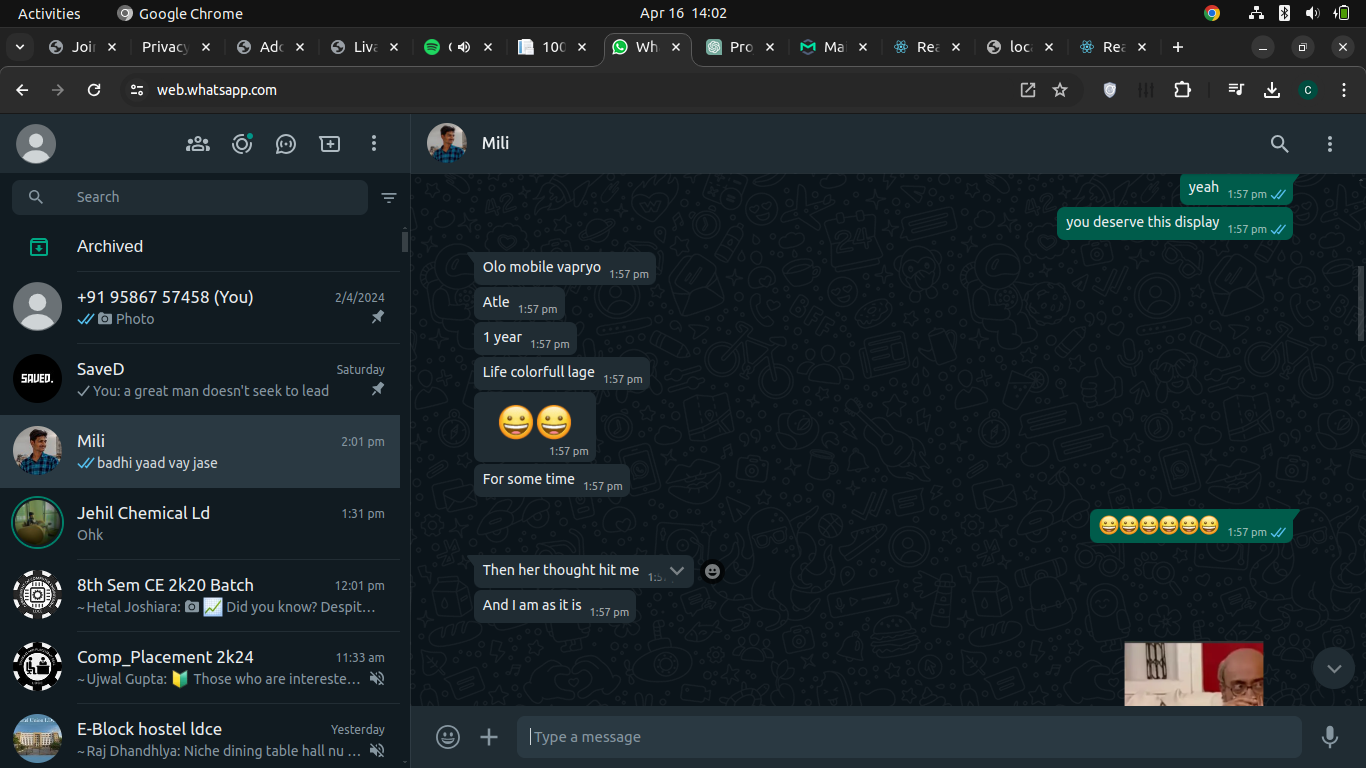 Activities
Google Chrome
Apr 16 14:02
Joir
Privacy
Adc
Liva
(
100
Wh
Pro
Mai
Rea
loca
Rea
web.whatsapp.com
C
Mili
Search
Archived
+91 95867 57458 (You) 2/4/2024
Photo
SaveD Saturday
SAVED.
You: a great man doesn't seek to lead
Mili 2:01 pm
badhi yaad vay jase
Jehil Chemical Ld 1:31 pm
Ohk
8th Sem CE 2k20 Batch 12:01 pm
~Hetal Joshiara: 📷 📈 Did you know? Despit...
Comp_Placement 2k24 11:33 am
~Ujwal Gupta: 🔰 Those who are intereste...
E-Block hostel ldce Yesterday
~Raj Dhandhlya: Niche dining table hall nu ...
yeah 1:57 pm
you deserve this display 1:57 pm
Olo mobile vapryo 1:57 pm
Atle 1:57 pm
1 year 1:57 pm
Life colorfull lage 1:57 pm
😀😀
1:57 pm
For some time 1:57 pm
😀😀😀😀😀😀 1:57 pm
Then her thought hit me 1:5
And I am as it is 1:57 pm
Type a message